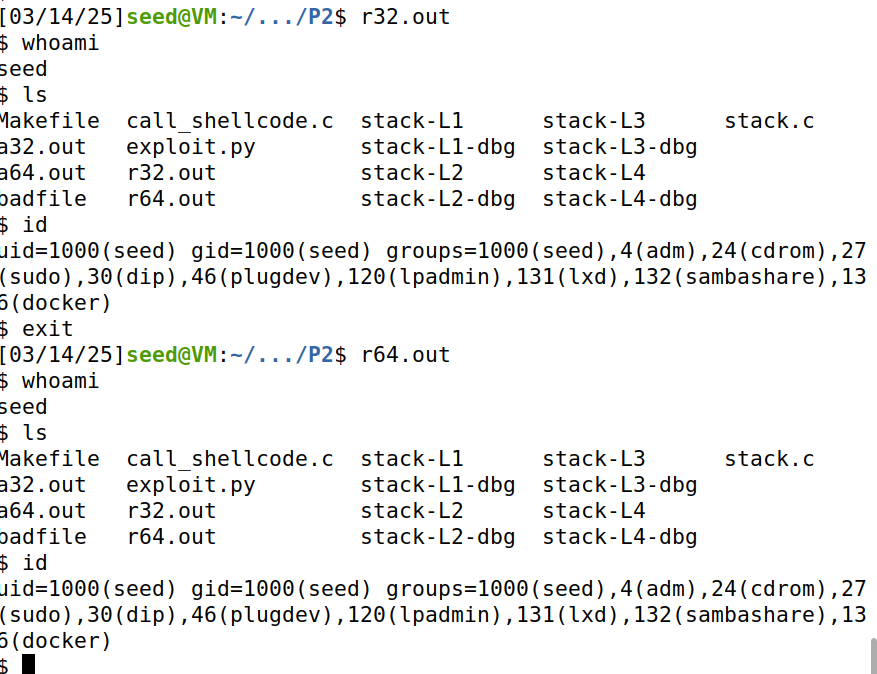 [03/14/25]seed@VM:~/.../P2$ r32.out
$ whoami
seed
$ ls
Makefile  call_shellcode.c  stack-L1      stack-L3      stack.c
a32.out   exploit.py        stack-L1-dbg  stack-L3-dbg
a64.out   r32.out           stack-L2      stack-L4
badfile   r64.out           stack-L2-dbg  stack-L4-dbg
$ id
uid=1000(seed) gid=1000(seed) groups=1000(seed),4(adm),24(cdrom),27
(sudo),30(dip),46(plugdev),120(lpadmin),131(lxd),132(sambashare),13
6(docker)
$ exit
[03/14/25]seed@VM:~/.../P2$ r64.out
$ whoami
seed
$ ls
Makefile  call_shellcode.c  stack-L1      stack-L3      stack.c
a32.out   exploit.py        stack-L1-dbg  stack-L3-dbg
a64.out   r32.out           stack-L2      stack-L4
badfile   r64.out           stack-L2-dbg  stack-L4-dbg
$ id
uid=1000(seed) gid=1000(seed) groups=1000(seed),4(adm),24(cdrom),27
(sudo),30(dip),46(plugdev),120(lpadmin),131(lxd),132(sambashare),13
6(docker)
$